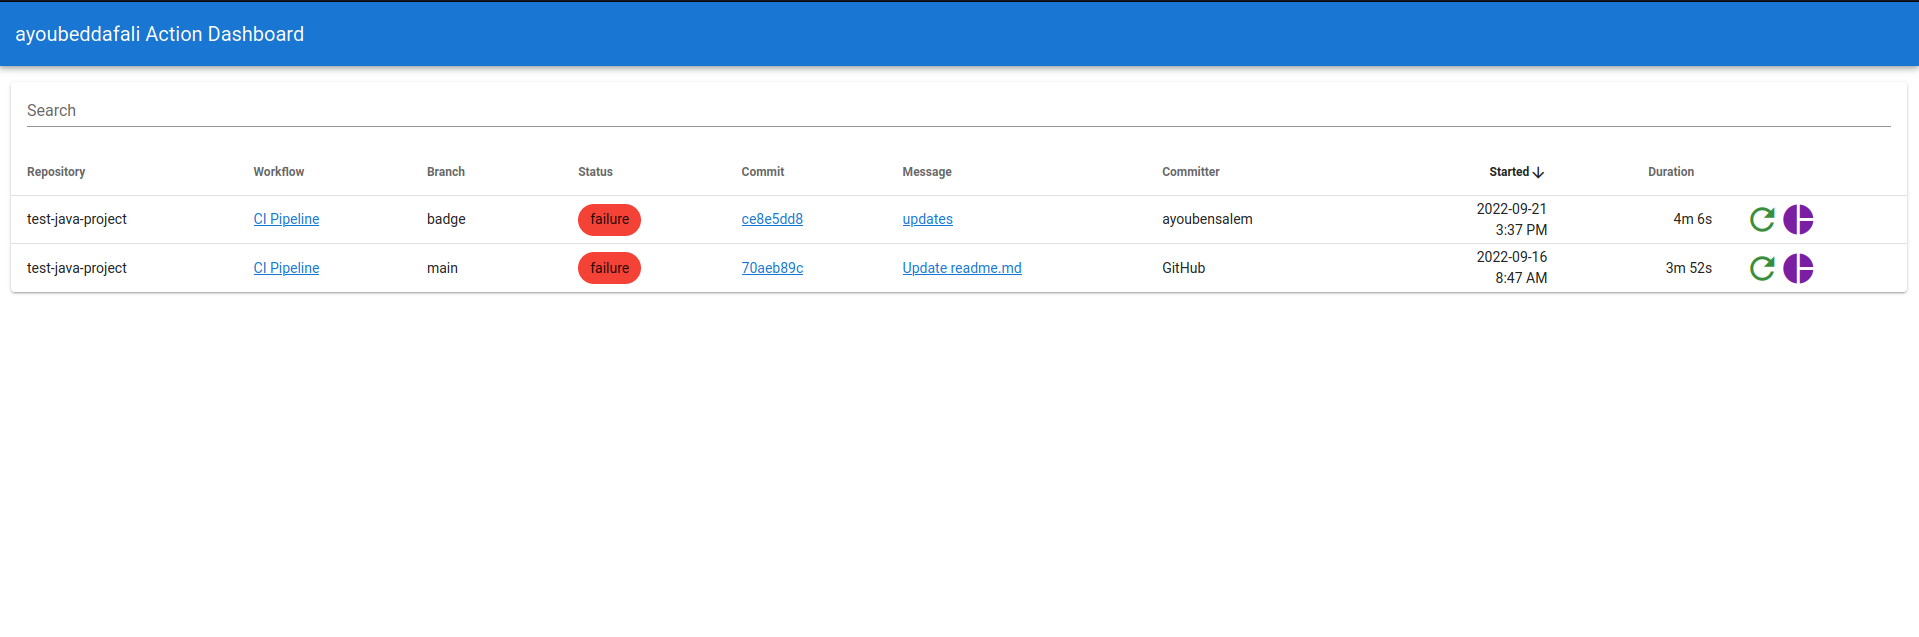 ayoubeddafali Action Dashboard
Search
Repository Workflow Branch Status Commit Message Committer Started Duration
test-java-project CI Pipeline badge failure ce8e5dd8 updates ayoubensalem 2022-09-21 3:37 PM 4m 6s
test-java-project CI Pipeline main failure 70aeb89c Update readme.md GitHub 2022-09-16 8:47 AM 3m 52s